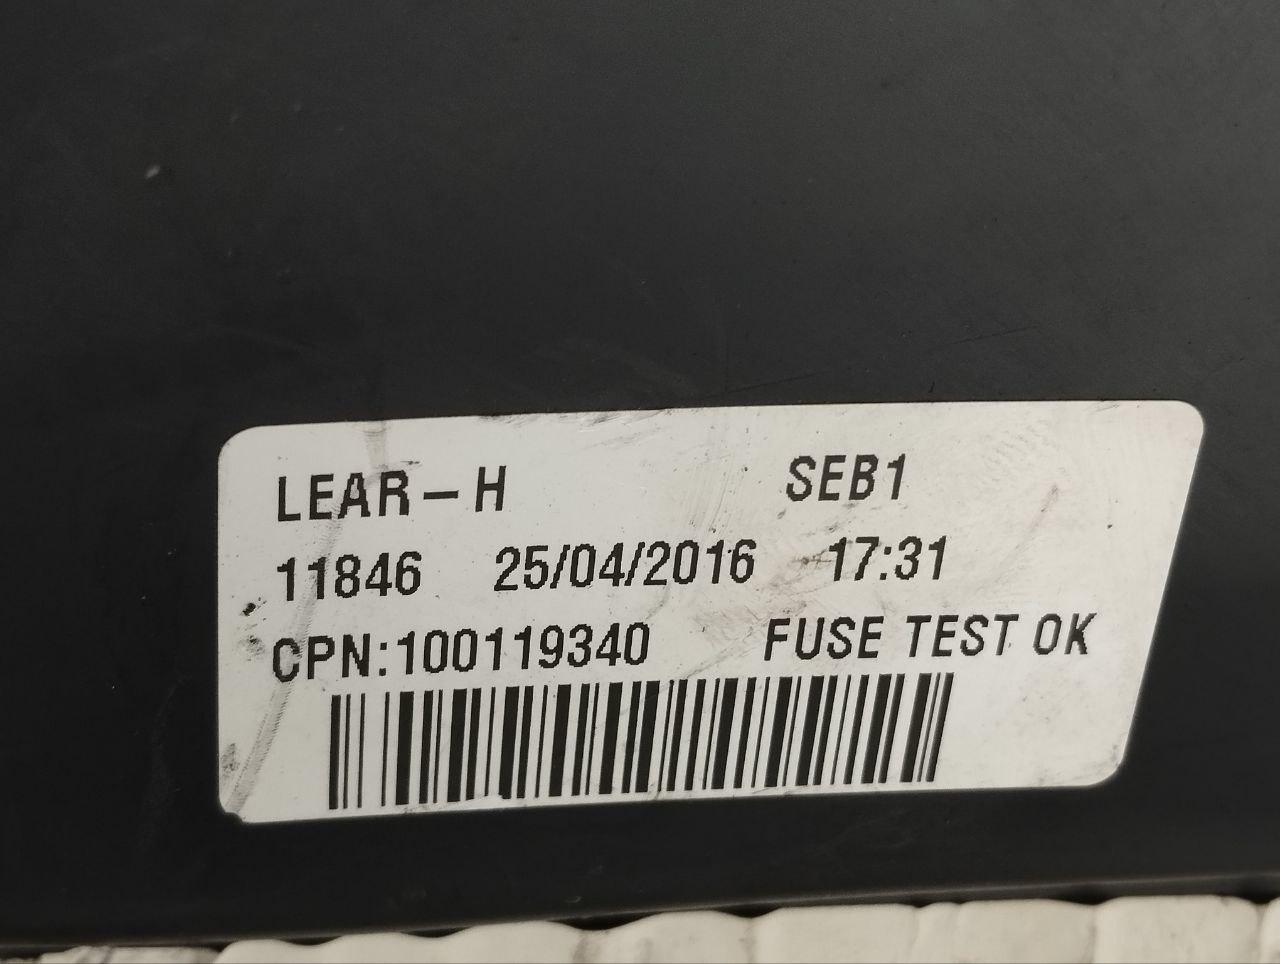 LEAR-H SEB1
11846 25/04/2016 17:31
CPN:100119340 FUSE TEST OK